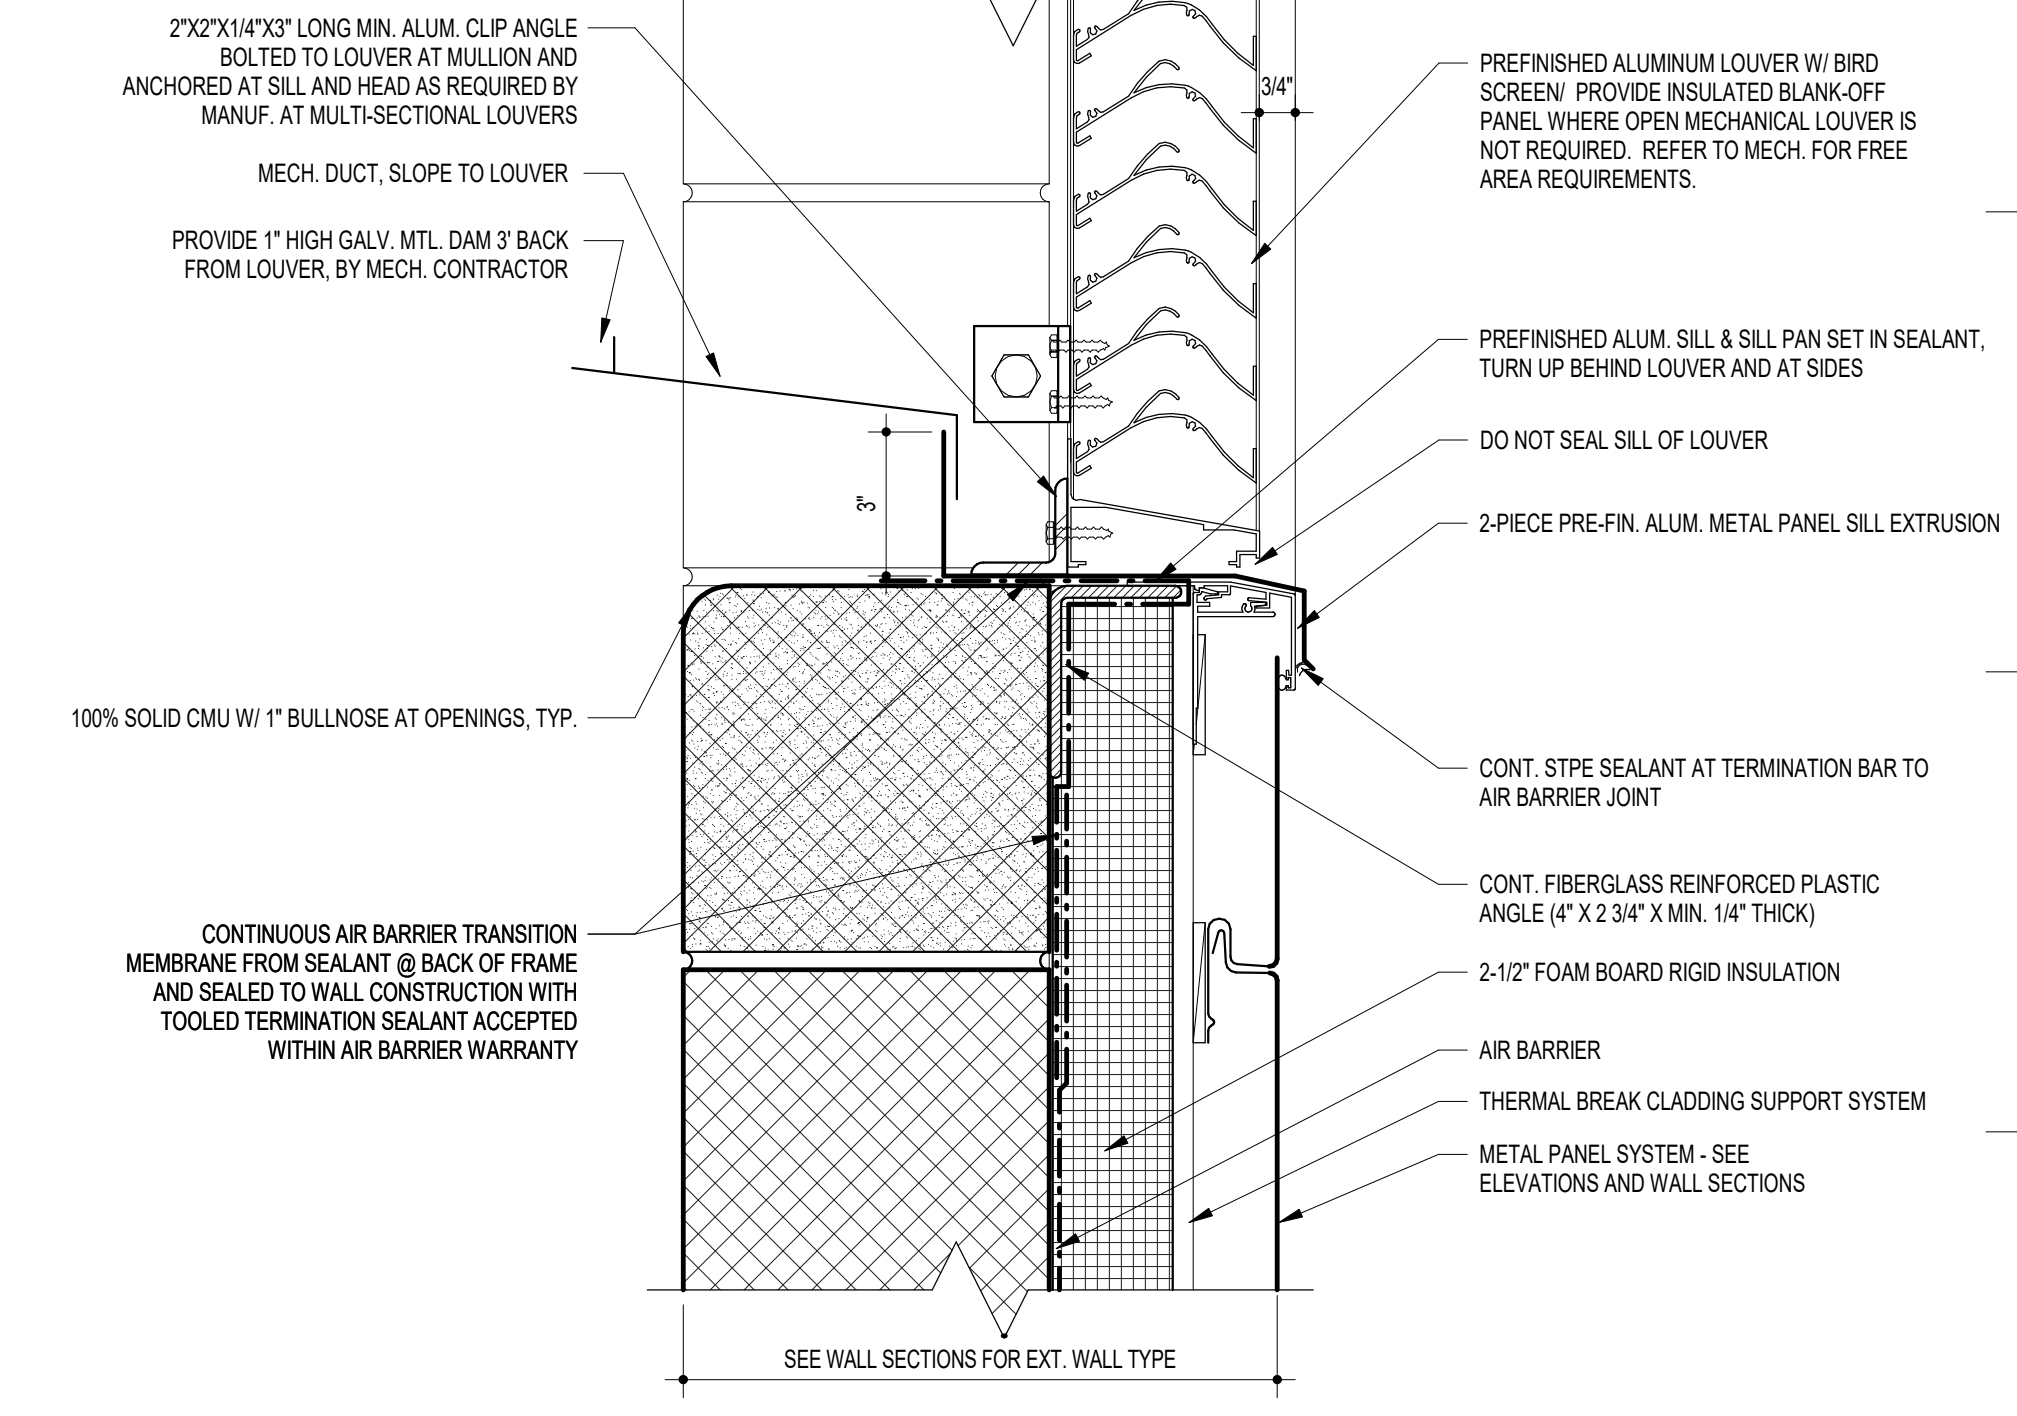 2"X2"X1/4"X3" LONG MIN. ALUM. CLIP ANGLE
BOLTED TO LOUVER AT MULLION AND
ANCHORED AT SILL AND HEAD AS REQUIRED BY
MANUF. AT MULTI-SECTIONAL LOUVERS
MECH. DUCT, SLOPE TO LOUVER
PROVIDE 1" HIGH GALV. MTL. DAM 3' BACK
FROM LOUVER, BY MECH. CONTRACTOR
3"
100% SOLID CMU W/ 1" BULLNOSE AT OPENINGS, TYP.
CONTINUOUS AIR BARRIER TRANSITION
MEMBRANE FROM SEALANT @ BACK OF FRAME
AND SEALED TO WALL CONSTRUCTION WITH
TOOLED TERMINATION SEALANT ACCEPTED
WITHIN AIR BARRIER WARRANTY
3/4"
PREFINISHED ALUMINUM LOUVER W/ BIRD
SCREEN/ PROVIDE INSULATED BLANK-OFF
PANEL WHERE OPEN MECHANICAL LOUVER IS
NOT REQUIRED. REFER TO MECH. FOR FREE
AREA REQUIREMENTS.
PREFINISHED ALUM. SILL & SILL PAN SET IN SEALANT,
TURN UP BEHIND LOUVER AND AT SIDES
DO NOT SEAL SILL OF LOUVER
2-PIECE PRE-FIN. ALUM. METAL PANEL SILL EXTRUSION
CONT. STPE SEALANT AT TERMINATION BAR TO
AIR BARRIER JOINT
CONT. FIBERGLASS REINFORCED PLASTIC
ANGLE (4" X 2 3/4" X MIN. 1/4" THICK)
2-1/2" FOAM BOARD RIGID INSULATION
AIR BARRIER
THERMAL BREAK CLADDING SUPPORT SYSTEM
METAL PANEL SYSTEM - SEE
ELEVATIONS AND WALL SECTIONS
SEE WALL SECTIONS FOR EXT. WALL TYPE